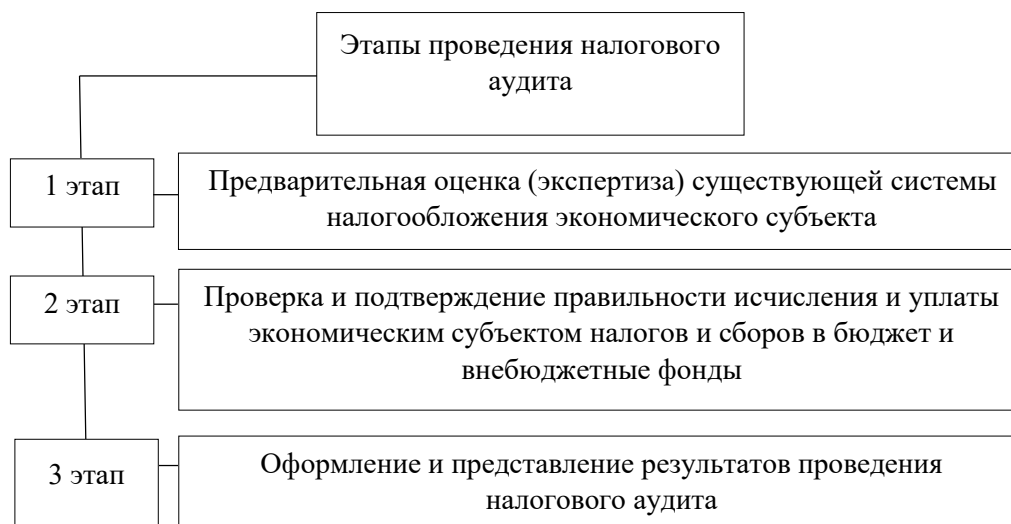 Этапы проведения налогового
аудита
1 этап
Предварительная оценка (экспертиза) существующей системы
налогообложения экономического субъекта
2 этап
Проверка и подтверждение правильности исчисления и уплаты
экономическим субъектом налогов и сборов в бюджет и
внебюджетные фонды
3 этап
Оформление и представление результатов проведения
налогового аудита